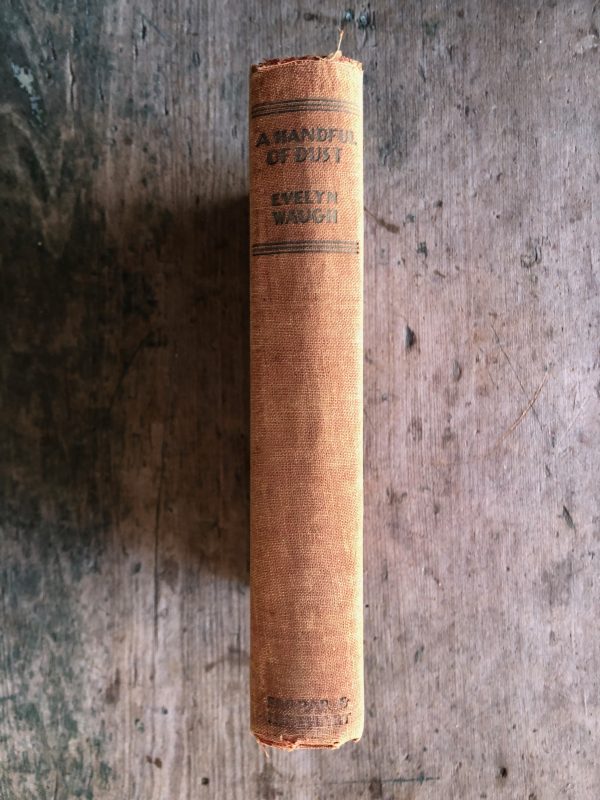 A HANDFUL
OF DUST
EVELYN
WAUGH
FARRAR &
RINEHART